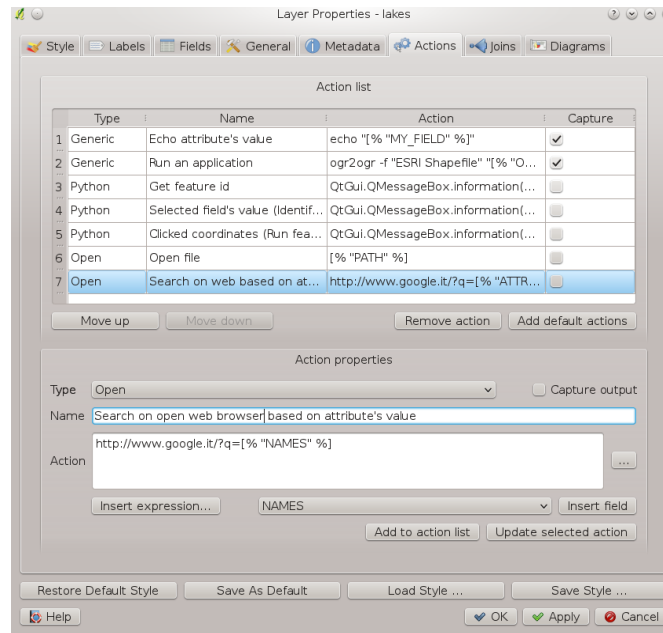 Layer Properties - lakes
Style Labels Fields General Metadata Actions Joins Diagrams
Action list
Type Name Action Capture
1 Generic Echo attribute's value echo "[% "MY_FIELD" %]"
2 Generic Run an application ogr2ogr -f "ESRI Shapefile" "[% "O...
3 Python Get feature id QtGui.QMessageBox.information(...
4 Python Selected field's value (Identif... QtGui.QMessageBox.information(...
5 Python Clicked coordinates (Run fea... QtGui.QMessageBox.information(...
6 Open Open file [% "PATH" %]
7 Open Search on web based on at... http://www.google.it/?q=[% "ATTR...
Move up Move down Remove action Add default actions
Action properties
Type Open Capture output
Name Search on open web browser based on attribute's value
Action http://www.google.it/?q=[% "NAMES" %]
...
Insert expression... NAMES Insert field
Add to action list Update selected action
Restore Default Style Save As Default Load Style ... Save Style ...
Help OK Apply Cancel